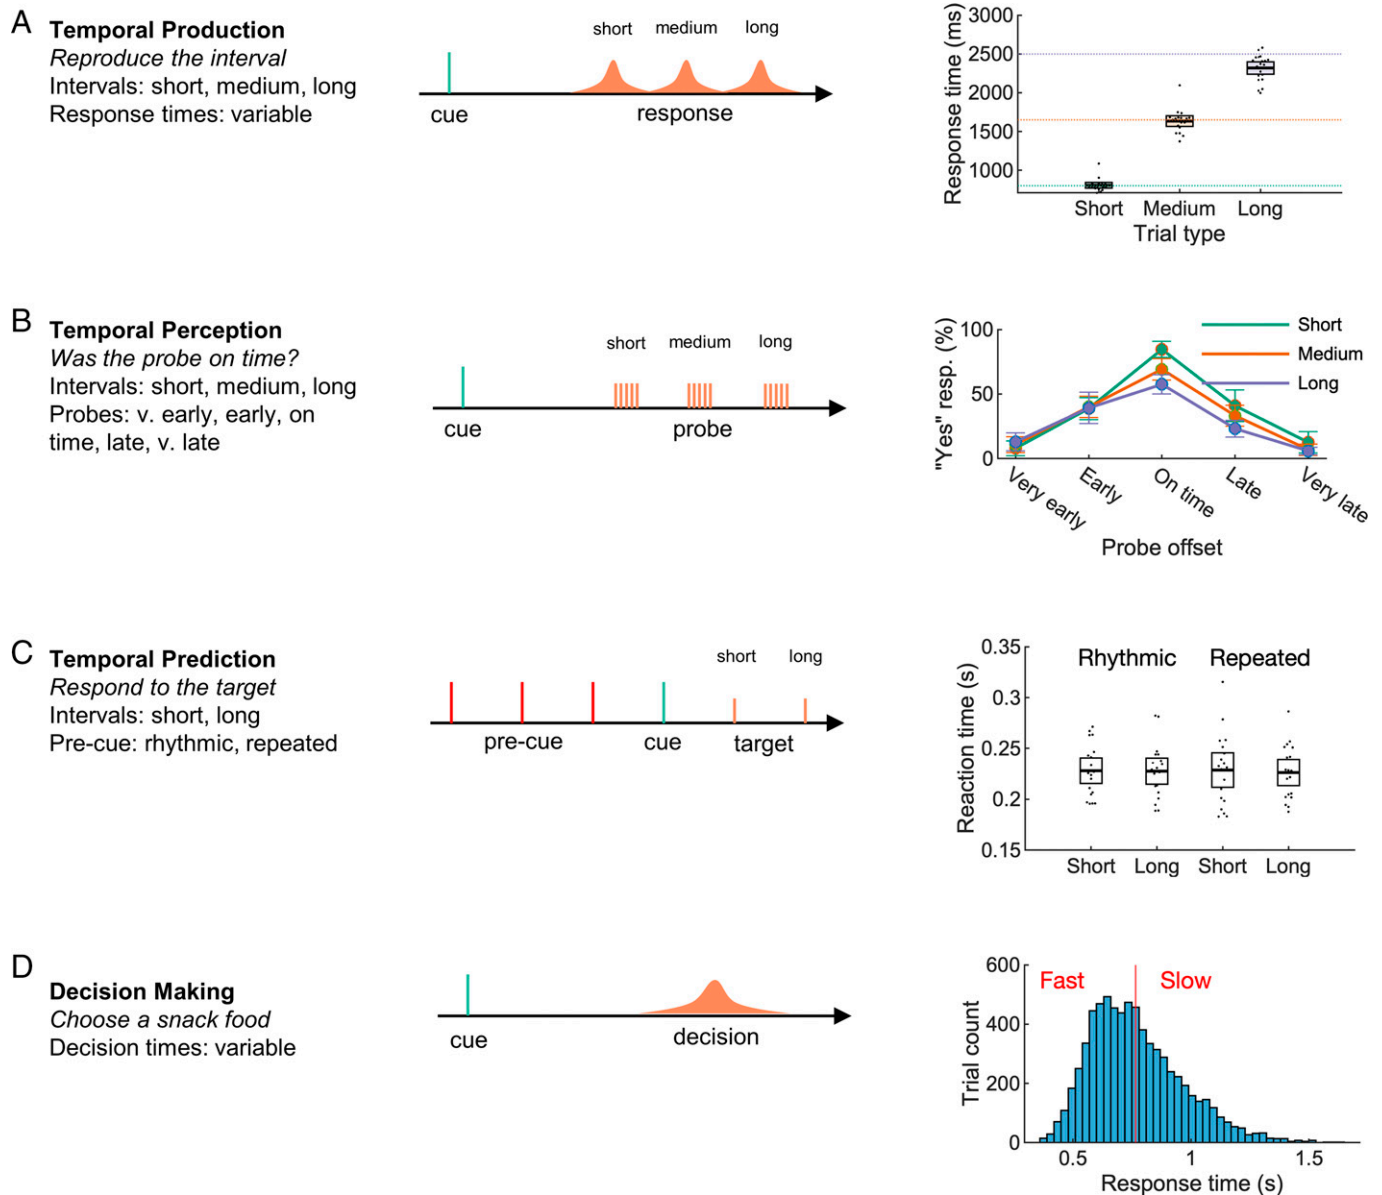 A
Temporal Production
Reproduce the interval
Intervals: short, medium, long
Response times: variable
short medium long
cue
response
Response time (ms)
3000
2500
2000
1500
1000
Short Medium Long
Trial type
B
Temporal Perception
Was the probe on time?
Intervals: short, medium, long
Probes: v. early, early, on
time, late, v. late
short medium long
cue
probe
"Yes" resp. (%)
100
50
0
Short
Medium
Long
Very early
Early
On time
Late
Very late
Probe offset
C
Temporal Prediction
Respond to the target
Intervals: short, long
Pre-cue: rhythmic, repeated
short long
pre-cue cue target
Reaction time (s)
0.35
0.3
0.25
0.2
0.15
Rhythmic Repeated
Short Long Short Long
D
Decision Making
Choose a snack food
Decision times: variable
cue
decision
Trial count
600
400
200
0
Fast Slow
0.5 1 1.5
Response time (s)